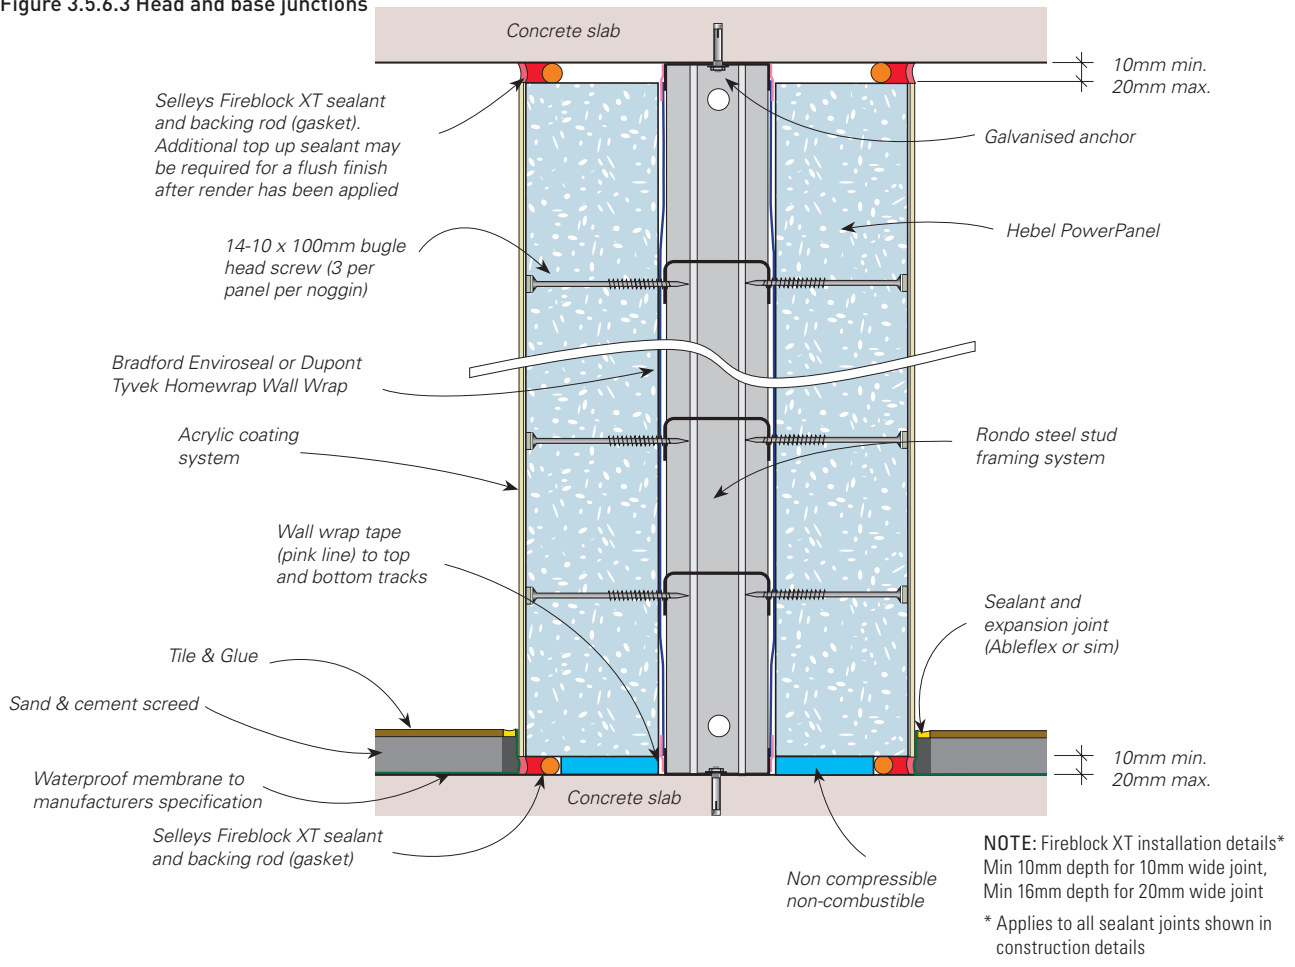 Figure 3.5.6.3 Head and base junctions
Concrete slab
10mm min.
20mm max.
Selleys Fireblock XT sealant
and backing rod (gasket).
Additional top up sealant may
be required for a flush finish
after render has been applied
Galvanised anchor
Hebel PowerPanel
14-10 x 100mm bugle
head screw (3 per
panel per noggin)
Bradford Enviroseal or Dupont
Tyvek Homewrap Wall Wrap
Acrylic coating
system
Rondo steel stud
framing system
Wall wrap tape
(pink line) to top
and bottom tracks
Sealant and
expansion joint
(Ableflex or sim)
Tile & Glue
Sand & cement screed
Waterproof membrane to
manufacturers specification
10mm min.
20mm max.
Concrete slab
Selleys Fireblock XT sealant
and backing rod (gasket)
Non compressible
non-combustible
NOTE: Fireblock XT installation details*
Min 10mm depth for 10mm wide joint,
Min 16mm depth for 20mm wide joint
* Applies to all sealant joints shown in
construction details